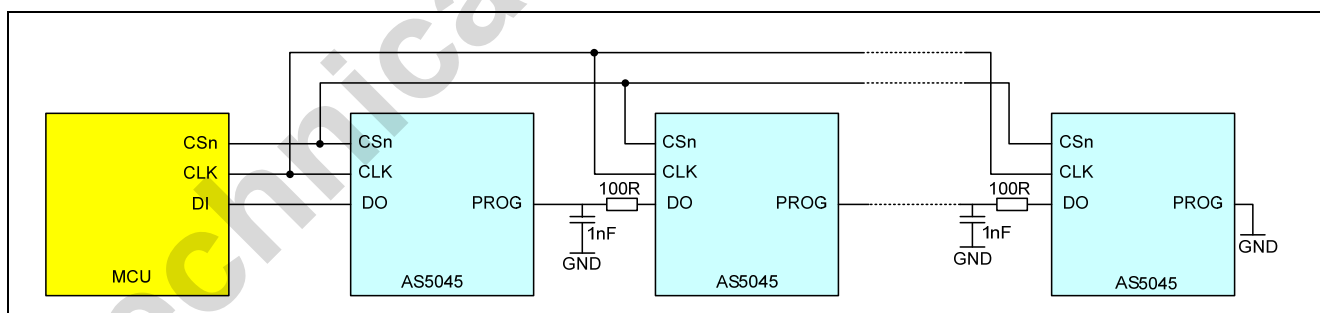 chnica
CSn
CLK
DI
MCU
CSn
CLK
DO
PROG
AS5045
100R
1nF
GND
CSn
CLK
DO
PROG
AS5045
100R
1nF
GND
CSn
CLK
DO
PROG
AS5045
GND